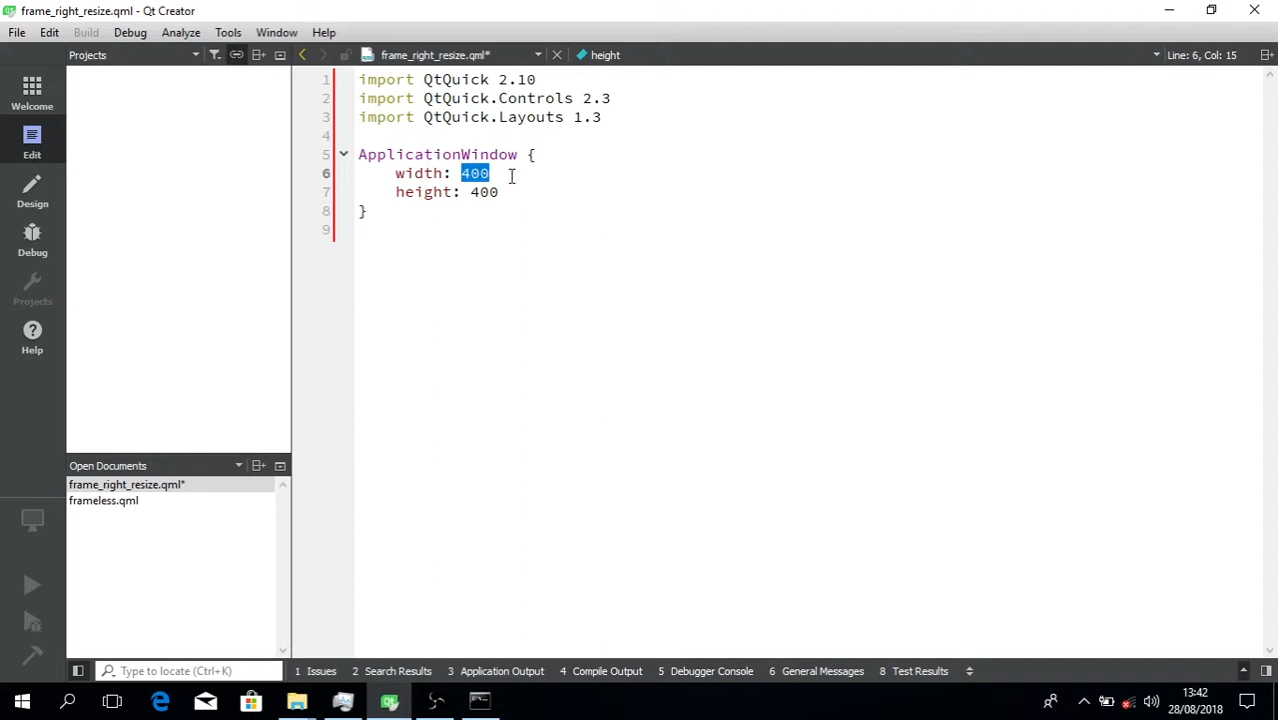 frame_right_resize.qml - Qt Creator
File Edit Build Debug Analyze Tools Window Help
Projects
frame_right_resize.qml*
height
Line: 6, Col: 15
Welcome
Edit
Design
Debug
Projects
Help
1 import QtQuick 2.10
2 import QtQuick.Controls 2.3
3 import QtQuick.Layouts 1.3
4
5 ApplicationWindow {
6 width: 400
7 height: 400
8 }
9
Open Documents
frame_right_resize.qml*
frameless.qml
Type to locate (Ctrl+K)
1 Issues 2 Search Results 3 Application Output 4 Compile Output 5 Debugger Console 6 General Messages 8 Test Results
Qt
13:42
28/08/2018